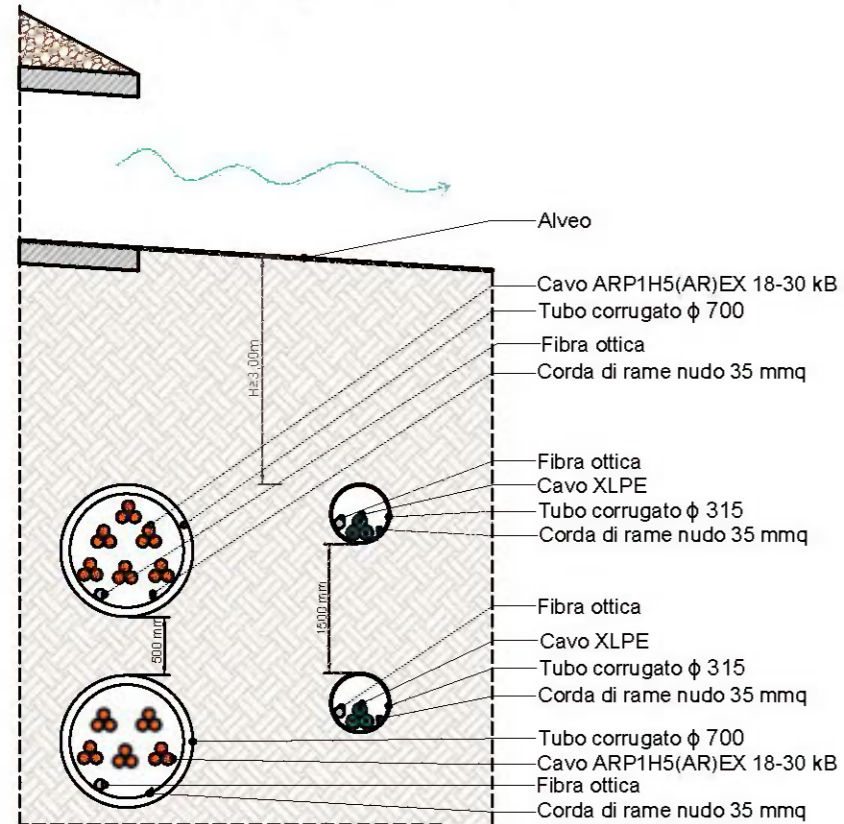 Alveo
Cavo ARP1H5(AR)EX 18-30 kB
Tubo corrugato ϕ 700
Fibra ottica
Corda di rame nudo 35 mmq
H≥3,00m
Fibra ottica
Cavo XLPE
Tubo corrugato ϕ 315
Corda di rame nudo 35 mmq
1500 mm
500 mm
Fibra ottica
Cavo XLPE
Tubo corrugato ϕ 315
Corda di rame nudo 35 mmq
Tubo corrugato ϕ 700
Cavo ARP1H5(AR)EX 18-30 kB
Fibra ottica
Corda di rame nudo 35 mmq